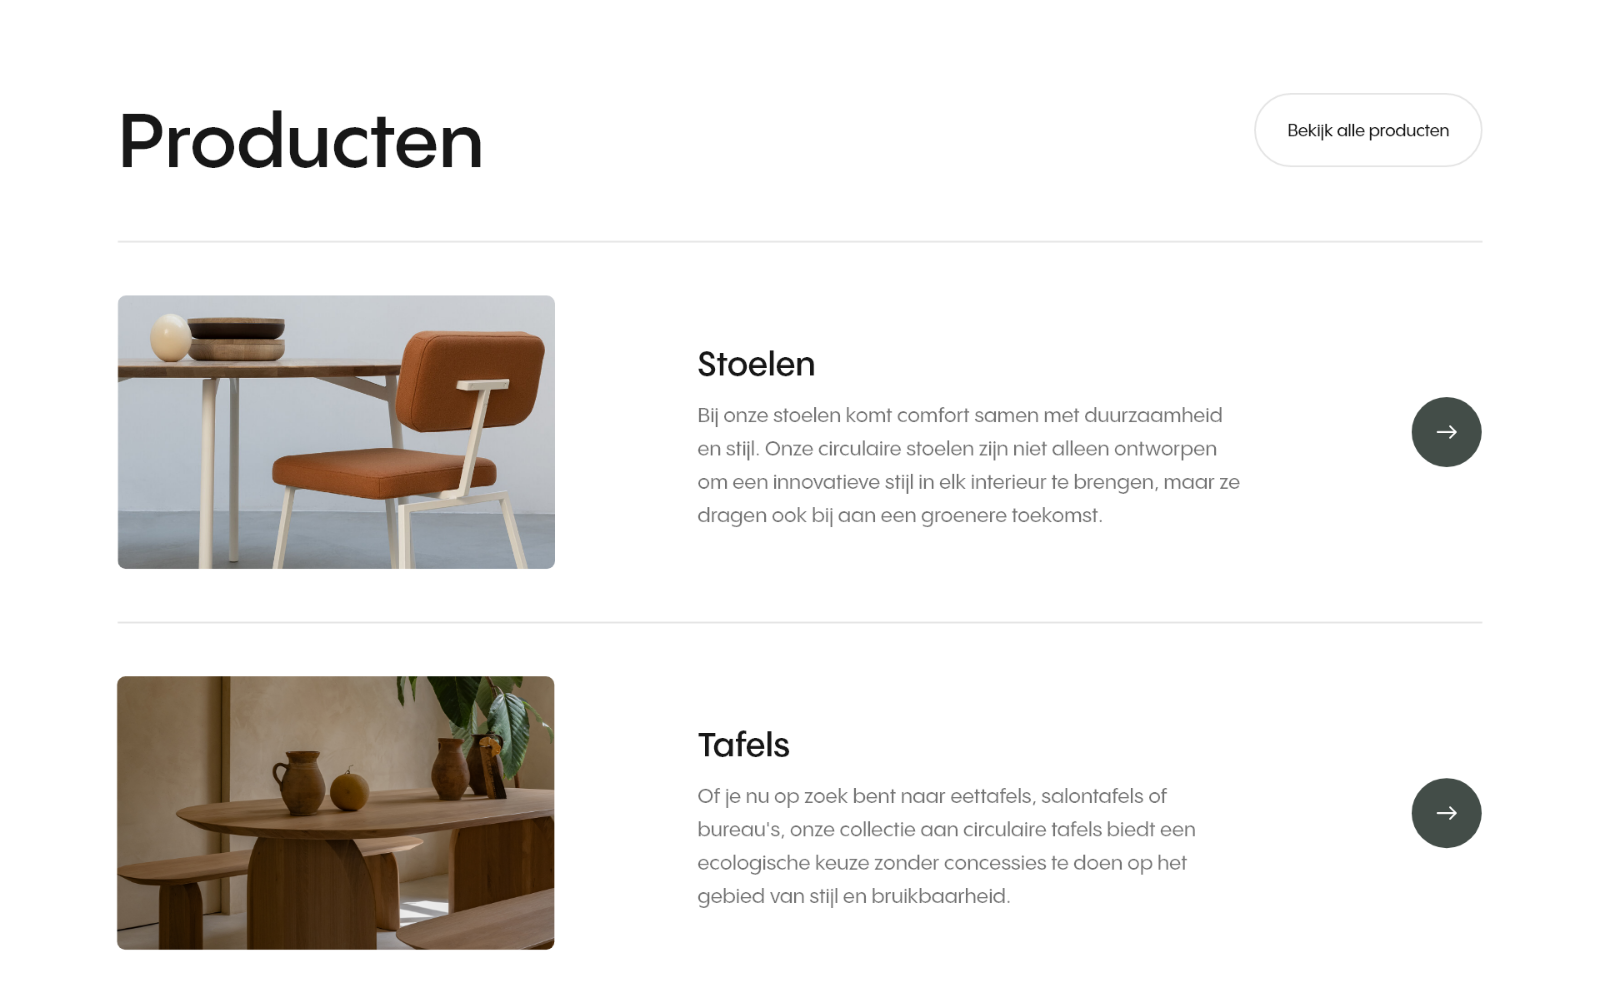 Producten
Bekijk alle producten
Stoelen
Bij onze stoelen komt comfort samen met duurzaamheid
en stijl. Onze circulaire stoelen zijn niet alleen ontworpen
om een innovatieve stijl in elk interieur te brengen, maar ze
dragen ook bij aan een groenere toekomst.
Tafels
Of je nu op zoek bent naar eettafels, salontafels of
bureau's, onze collectie aan circulaire tafels biedt een
ecologische keuze zonder concessies te doen op het
gebied van stijl en bruikbaarheid.